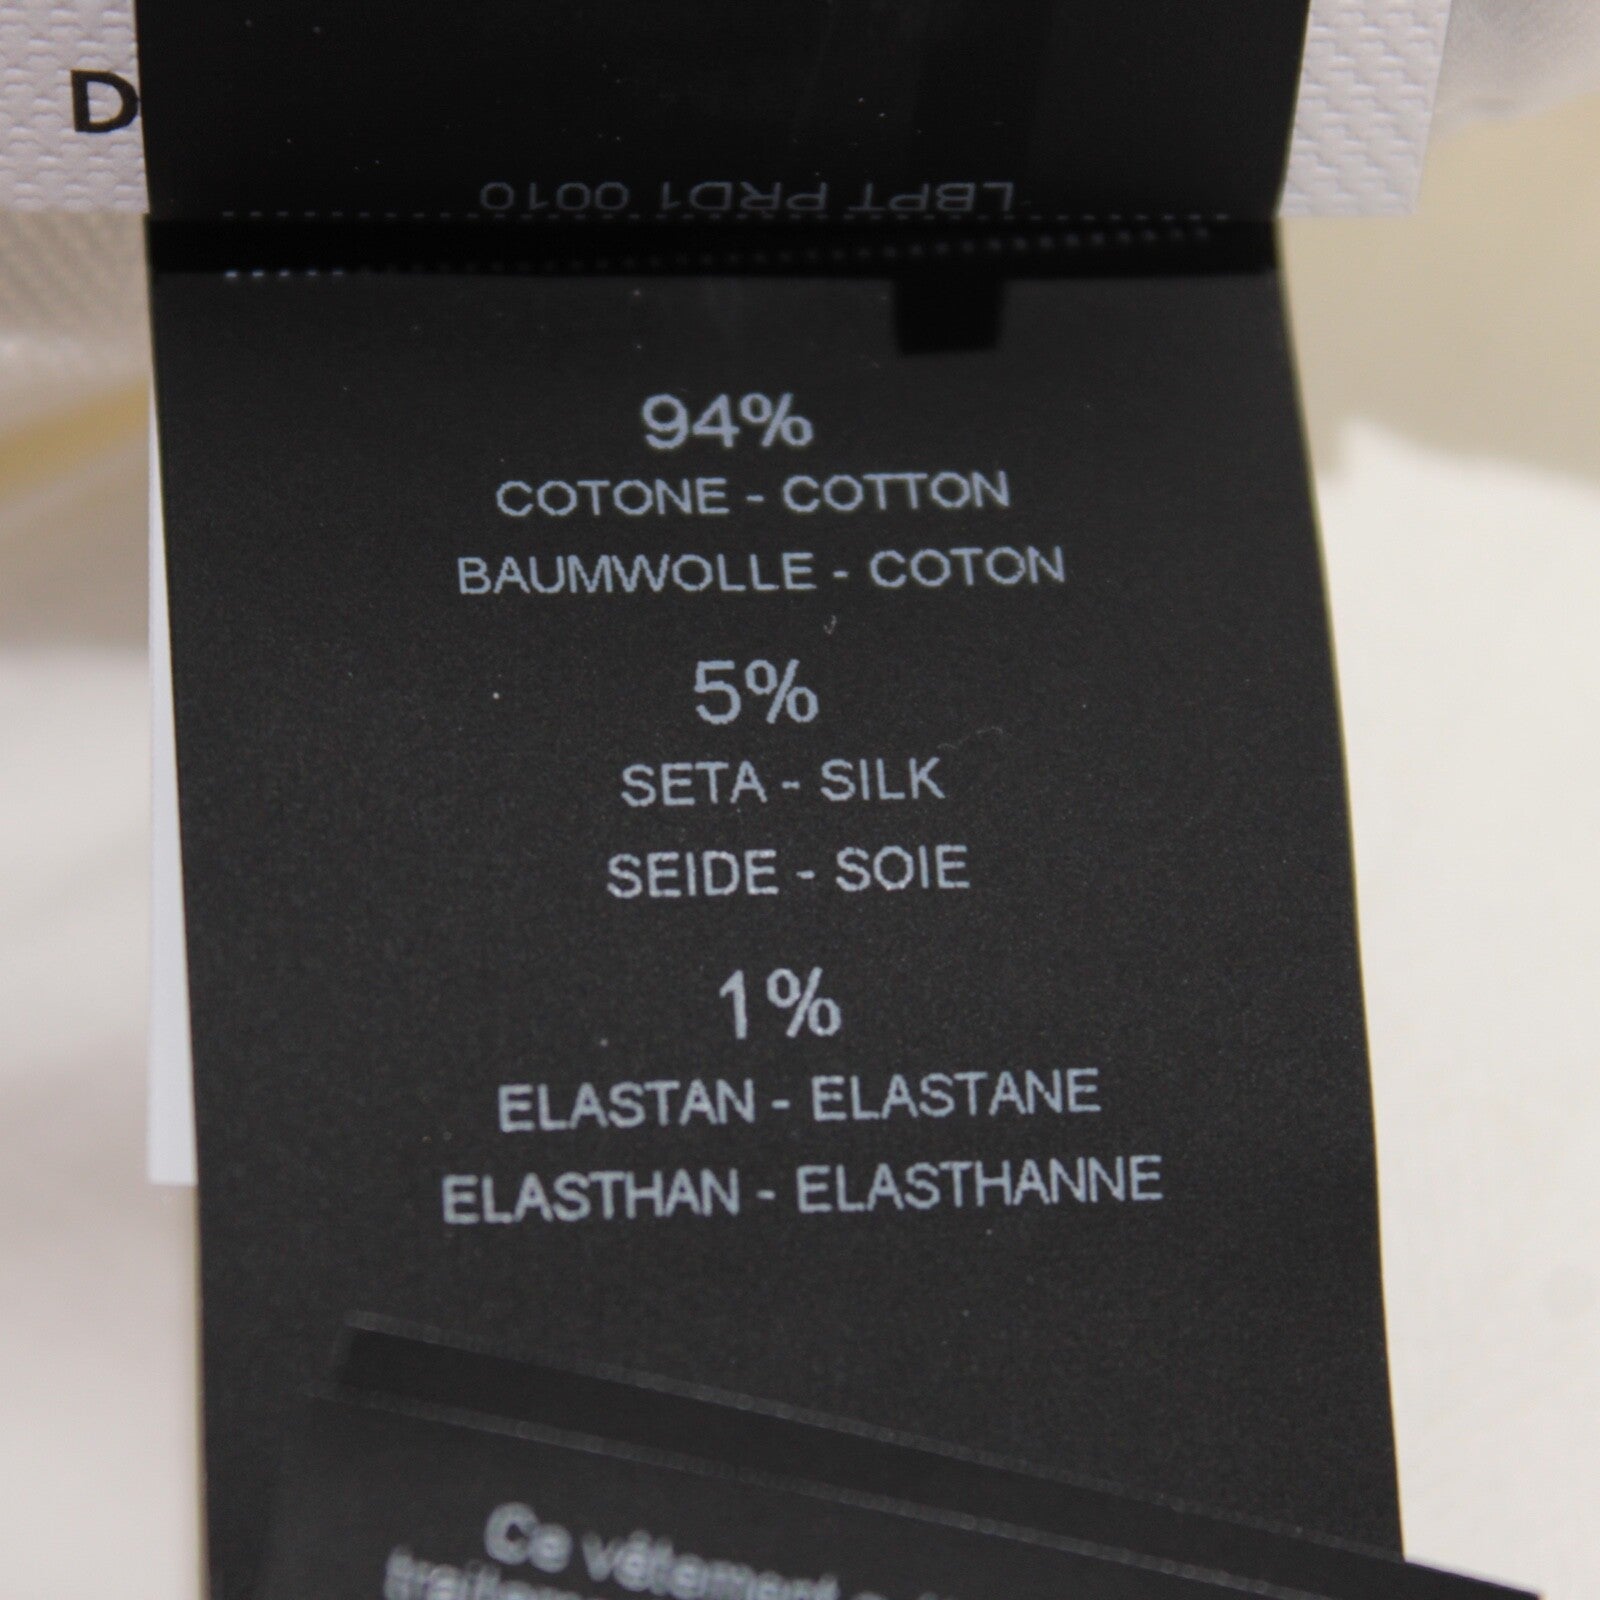 D
LBPT PRD1 0010
94%
COTONE - COTTON
BAUMWOLLE - COTON
5%
SETA - SILK
SEIDE - SOIE
1%
ELASTAN - ELASTANE
ELASTHAN - ELASTHANNE
Ce vêtement